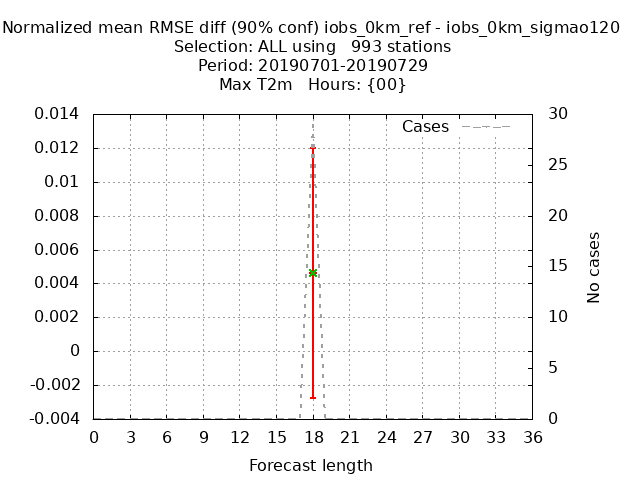 Normalized mean RMSE diff (90% conf) iobs_0km_ref - iobs_0km_sigmao120
Selection: ALL using   993 stations
Period: 20190701-20190729
Max T2m   Hours: {00}
Cases
0.014
0.012
0.01
0.008
0.006
0.004
0.002
0
-0.002
-0.004
30
25
20
15
10
5
0
No cases
0 3 6 9 12 15 18 21 24 27 30 33 36
Forecast length